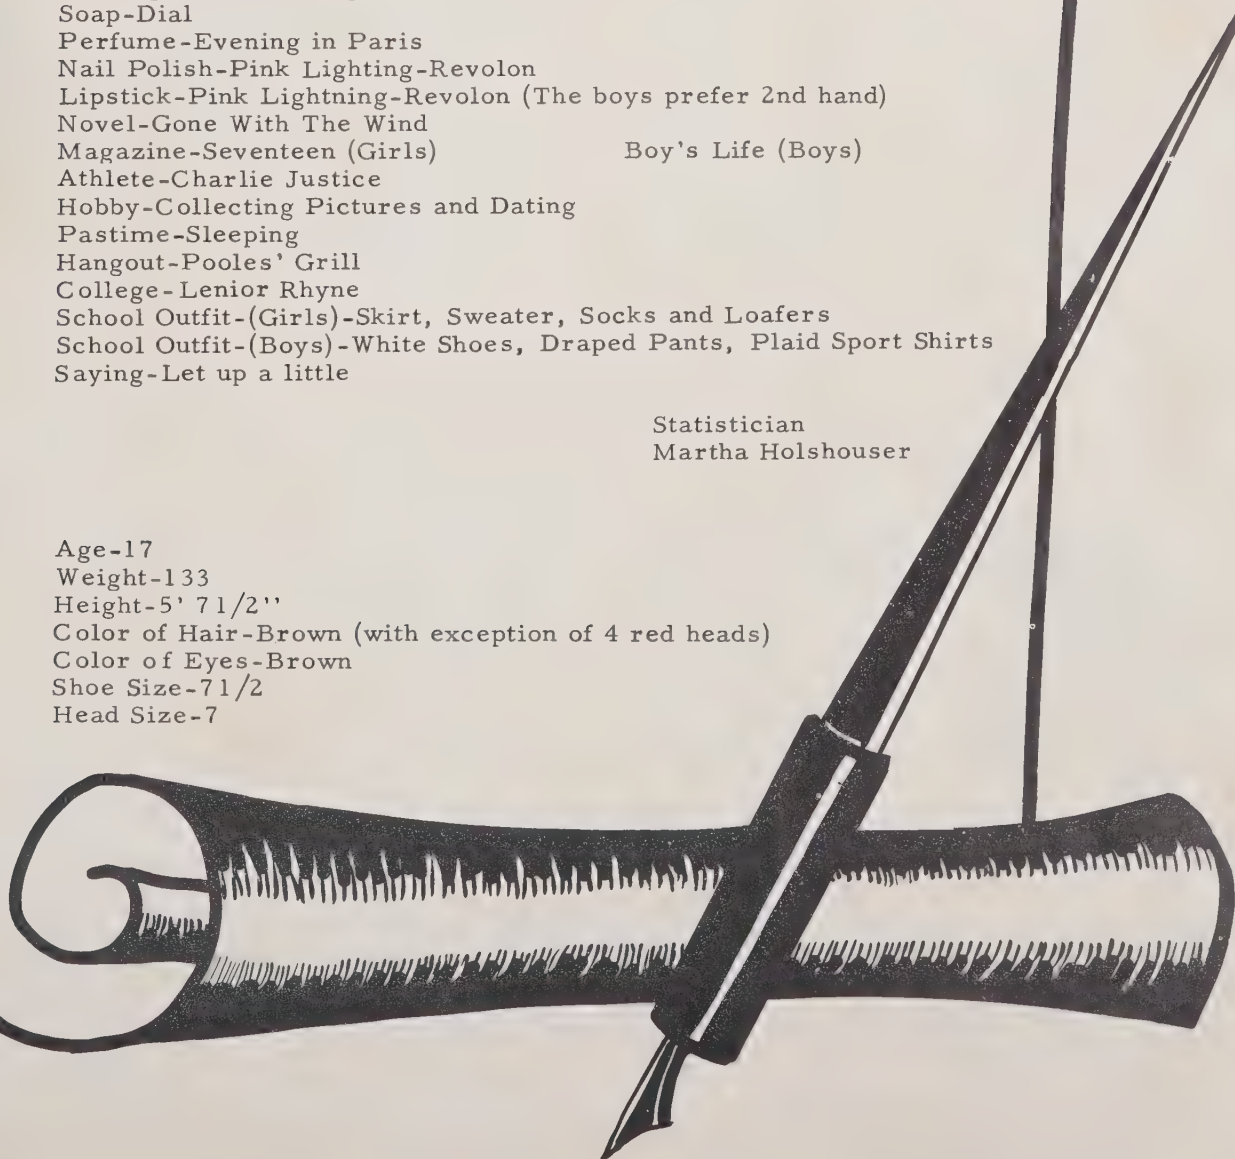 Soap-Dial
Perfume-Evening in Paris
Nail Polish-Pink Lighting-Revolon
Lipstick-Pink Lightning-Revolon (The boys prefer 2nd hand)
Novel-Gone With The Wind
Magazine-Seventeen (Girls) Boy's Life (Boys)
Athlete-Charlie Justice
Hobby-Collecting Pictures and Dating
Pastime-Sleeping
Hangout-Pooles' Grill
College-Lenior Rhyne
School Outfit-(Girls)-Skirt, Sweater, Socks and Loafers
School Outfit-(Boys)-White Shoes, Draped Pants, Plaid Sport Shirts
Saying-Let up a little
Statistician
Martha Holshouser
Age-17
Weight-133
Height-5' 7 1/2''
Color of Hair-Brown (with exception of 4 red heads)
Color of Eyes-Brown
Shoe Size-7 1/2
Head Size-7